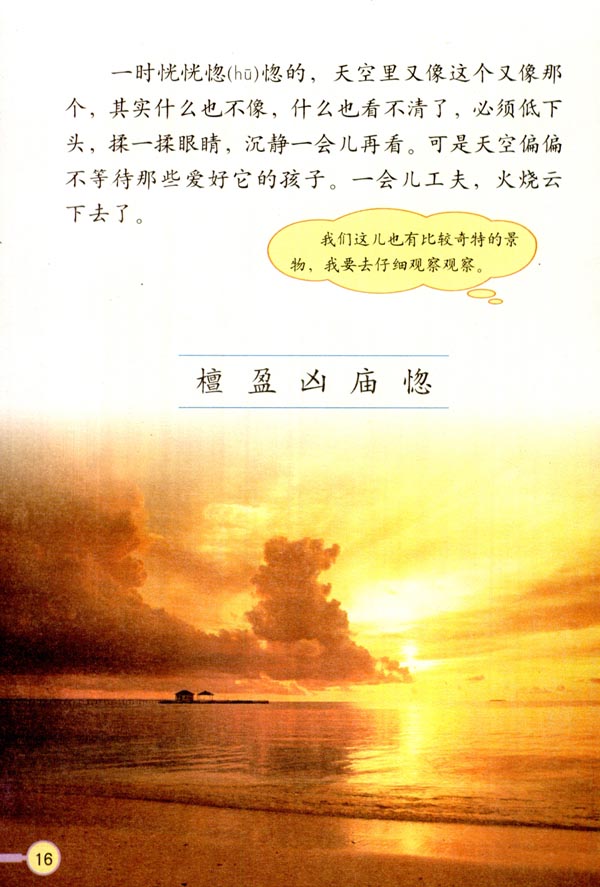 一时恍恍惚(hū)惚的，天空里又像这个又像那
个，其实什么也不像，什么也看不清了，必须低下
头，揉一揉眼睛，沉静一会儿再看。可是天空偏偏
不等待那些爱好它的孩子。一会儿工夫，火烧云
下去了。
我们这儿也有比较奇特的景
物，我要去仔细观察观察。
檀 盈 凶 庙 惚
16